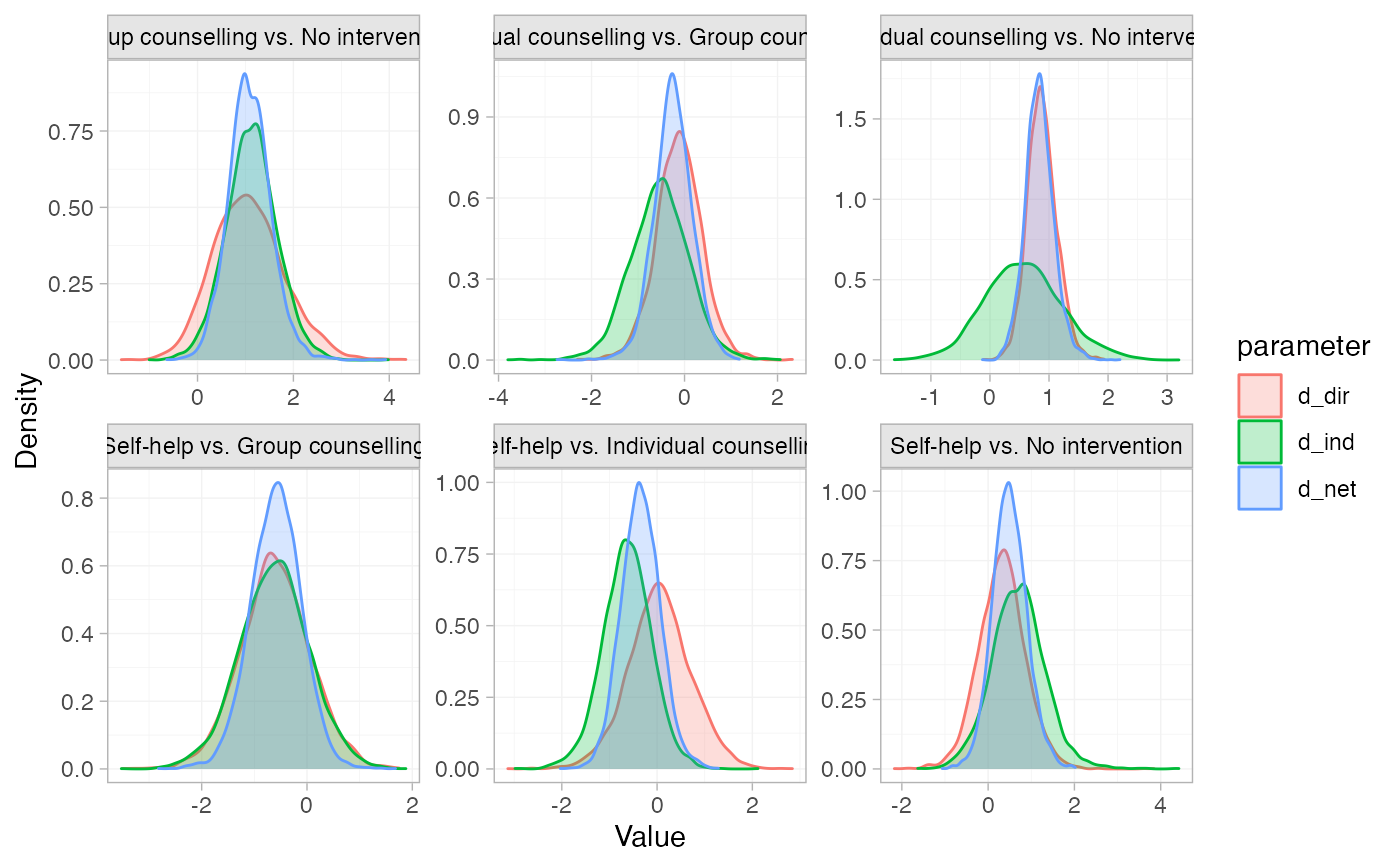 up counselling vs. No interven
ual counselling vs. Group coun
dual counselling vs. No interve
0.75
0.50
0.25
0.00
0 2 4
0.9
0.6
0.3
0.0
-4 -2 0 2
1.5
1.0
0.5
0.0
-1 0 1 2 3
Density
Self-help vs. Group counselling
elf-help vs. Individual counsellin
Self-help vs. No intervention
0.8
0.6
0.4
0.2
0.0
-2 0 2
1.00
0.75
0.50
0.25
0.00
-2 0 2
1.00
0.75
0.50
0.25
0.00
-2 0 2 4
Value
parameter
d_dir
d_ind
d_net